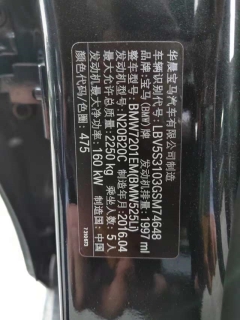 华晨宝马汽车有限公司制造
车辆识别代号: LBV5S3103GSM74648
品牌: 宝马(BMW)牌 发动机排量: 1997 ml
整车型号: BMW7201EM(BMW525Li)
发动机型号: N20B20C 制造年月: 2016.04
最大允许总质量: 2250 kg 乘坐人数: 5 人
发动机最大净功率: 160 kW 制造国: 中国
颜色代码/色圈: 475